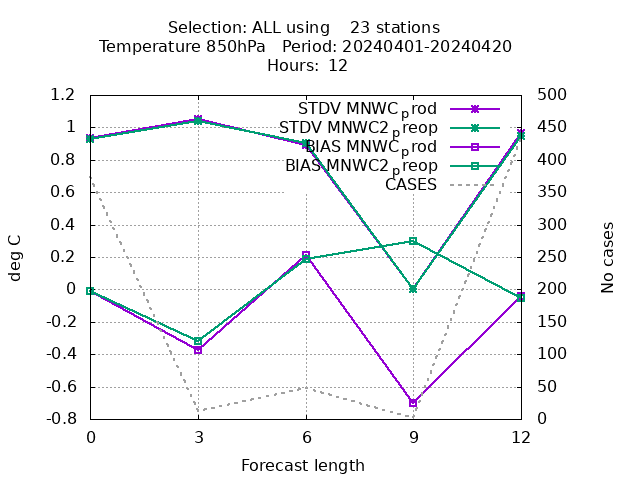 Selection: ALL using    23 stations
Temperature 850hPa   Period: 20240401-20240420
Hours:  12
STDV MNWC_prod
STDV MNWC2_preop
BIAS MNWC_prod
BIAS MNWC2_preop
CASES
1.2
1
0.8
0.6
0.4
0.2
0
-0.2
-0.4
-0.6
-0.8
deg C
500
450
400
350
300
250
200
150
100
50
0
No cases
0 3 6 9 12
Forecast length